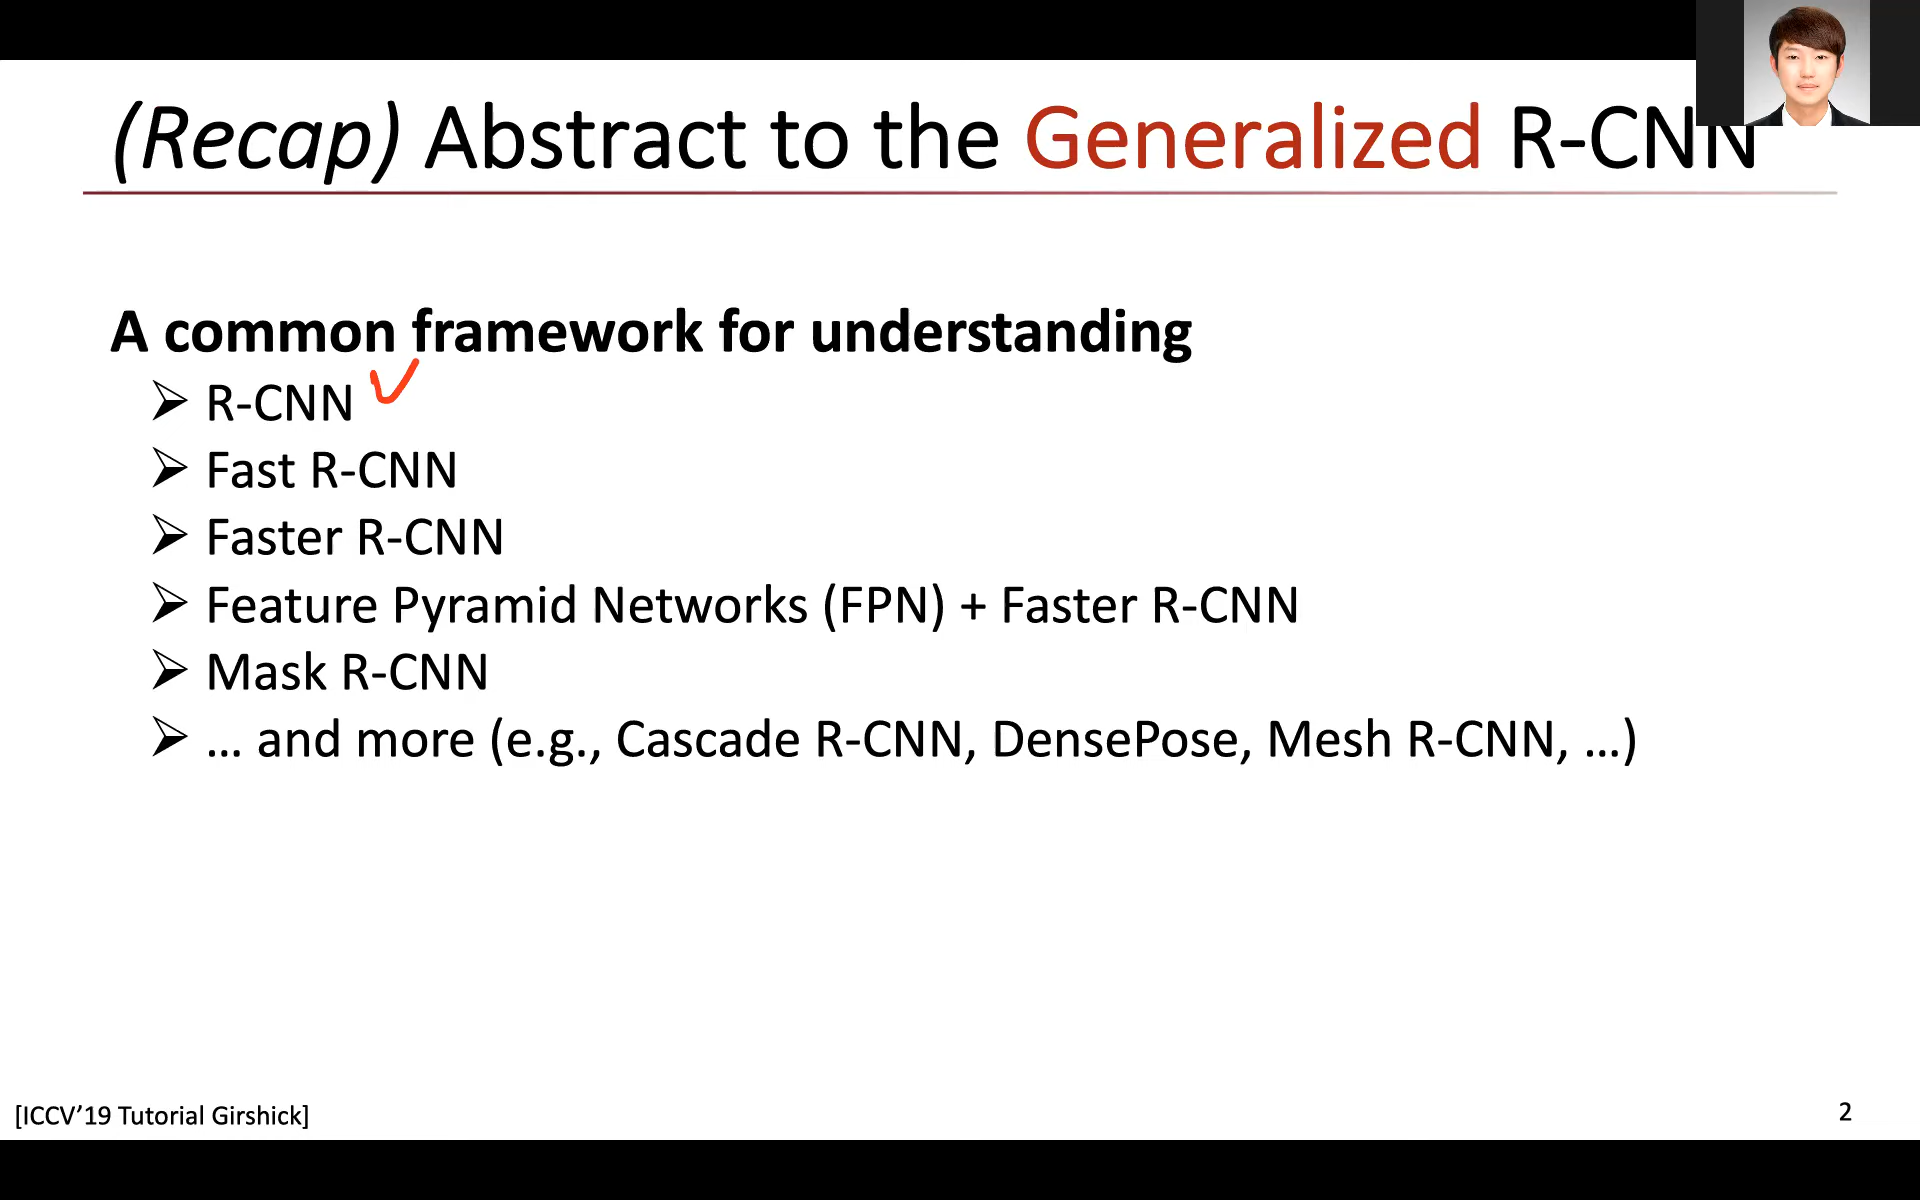 (Recap) Abstract to the Generalized R-CNN
A common framework for understanding
➢ R-CNN ✓
➢ Fast R-CNN
➢ Faster R-CNN
➢ Feature Pyramid Networks (FPN) + Faster R-CNN
➢ Mask R-CNN
➢ … and more (e.g., Cascade R-CNN, DensePose, Mesh R-CNN, …)
[ICCV’19 Tutorial Girshick]
2